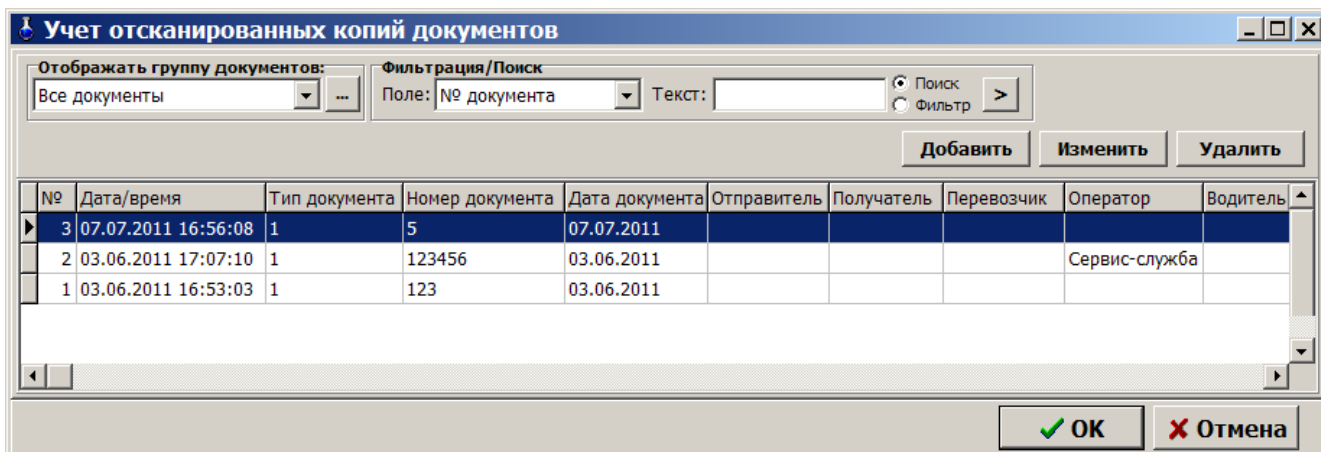 Учет отсканированных копий документов
Отображать группу документов: Фильтрация/Поиск
Все документы ... Поле: № документа Текст: Поиск >
Фильтр
Добавить Изменить Удалить
№ Дата/время Тип документа Номер документа Дата документа Отправитель Получатель Перевозчик Оператор Водитель
3 07.07.2011 16:56:08 1 5 07.07.2011
2 03.06.2011 17:07:10 1 123456 03.06.2011 Сервис-служба
1 03.06.2011 16:53:03 1 123 03.06.2011
OK Отмена